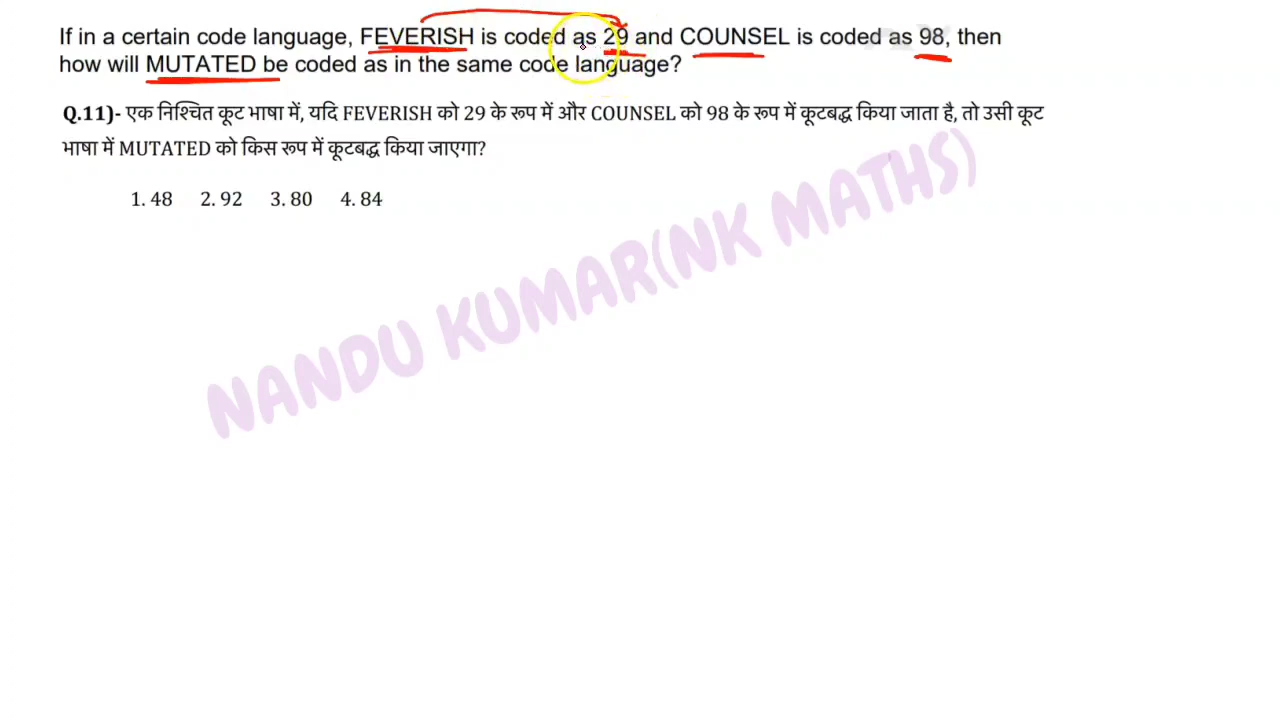 If in a certain code language, FEVERISH is coded as 29 and COUNSEL is coded as 98, then
how will MUTATED be coded as in the same code language?
Q.11)- एक निश्चित कूट भाषा में, यदि FEVERISH को 29 के रूप में और COUNSEL को 98 के रूप में कूटबद्ध किया जाता है, तो उसी कूट
भाषा में MUTATED को किस रूप में कूटबद्ध किया जाएगा?
1. 48 2. 92 3. 80 4. 84
NANDU KUMAR(NK MATHS)